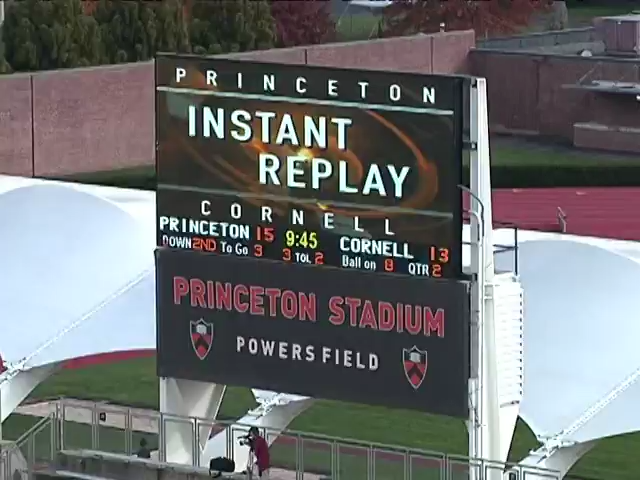 PRINCETON
INSTANT
REPLAY
CORNELL
PRINCETON 15 9:45 CORNELL 13
DOWN 2ND To Go 3 3 TOL 2 Ball on 8 QTR 2
PRINCETON STADIUM
POWERS FIELD